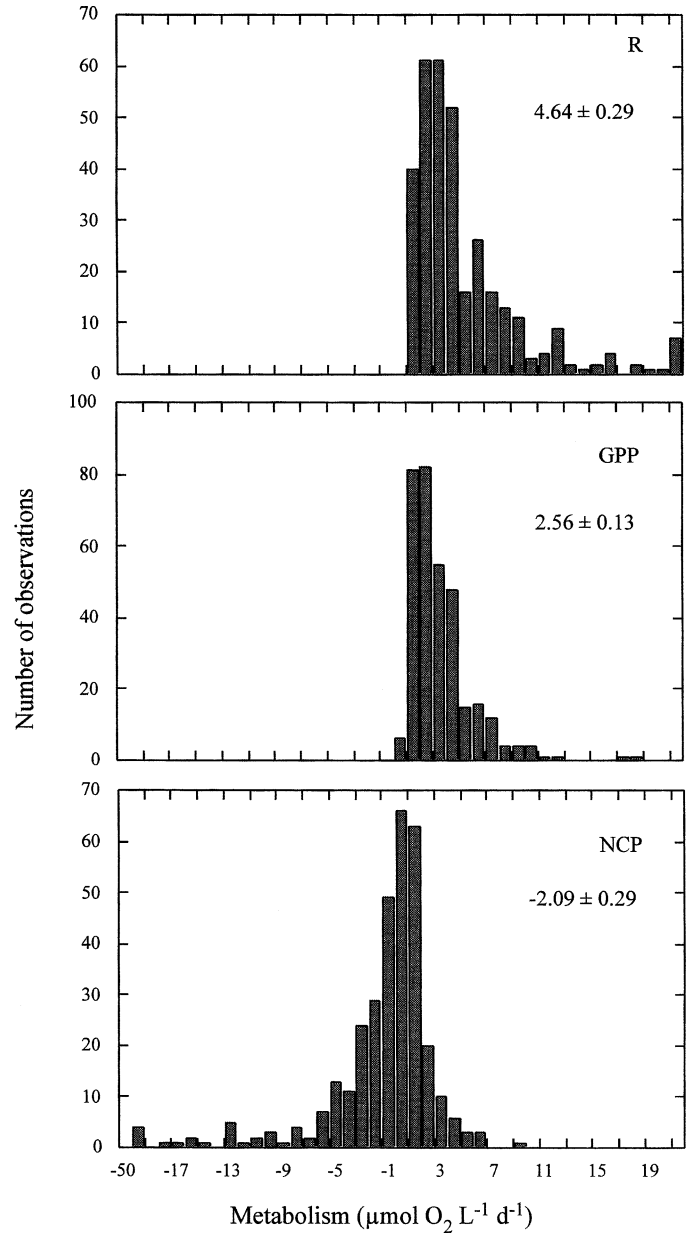 70
R
60
4.64 ± 0.29
50
40
30
20
10
0
100
GPP
80
2.56 ± 0.13
60
40
20
0
70
NCP
60
-2.09 ± 0.29
50
40
30
20
10
0
-50 -17 -13 -9 -5 -1 3 7 11 15 19
Number of observations
Metabolism (µmol O2 L-1 d-1)